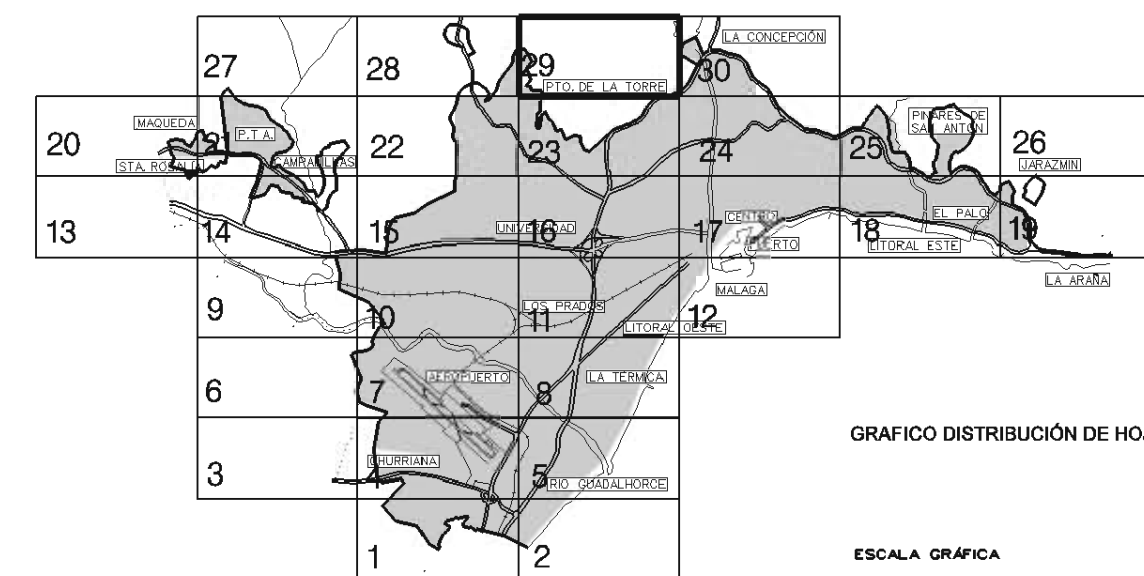 LA CONCEPCIÓN
27
28
29
30
PTO. DE LA TORRE
MAQUEDA
P.T.A.
PINARES DE
SAN ANTON
20
21
22
23
24
25
26
STA. ROSALIA
CAMPANILLAS
JARAZMIN
13
14
15
UNIVERSIDAD
16
17
CENTRO
PUERTO
18
EL PALO
19
LITORAL ESTE
LA ARAÑA
MALAGA
9
10
LOS PRADOS
11
LITORAL OESTE
12
6
7
AEROPUERTO
8
LA TÉRMICA
GRAFICO DISTRIBUCIÓN DE
3
CHURRIANA
5
RIO GUADALHORCE
1
2
ESCALA GRÁFICA